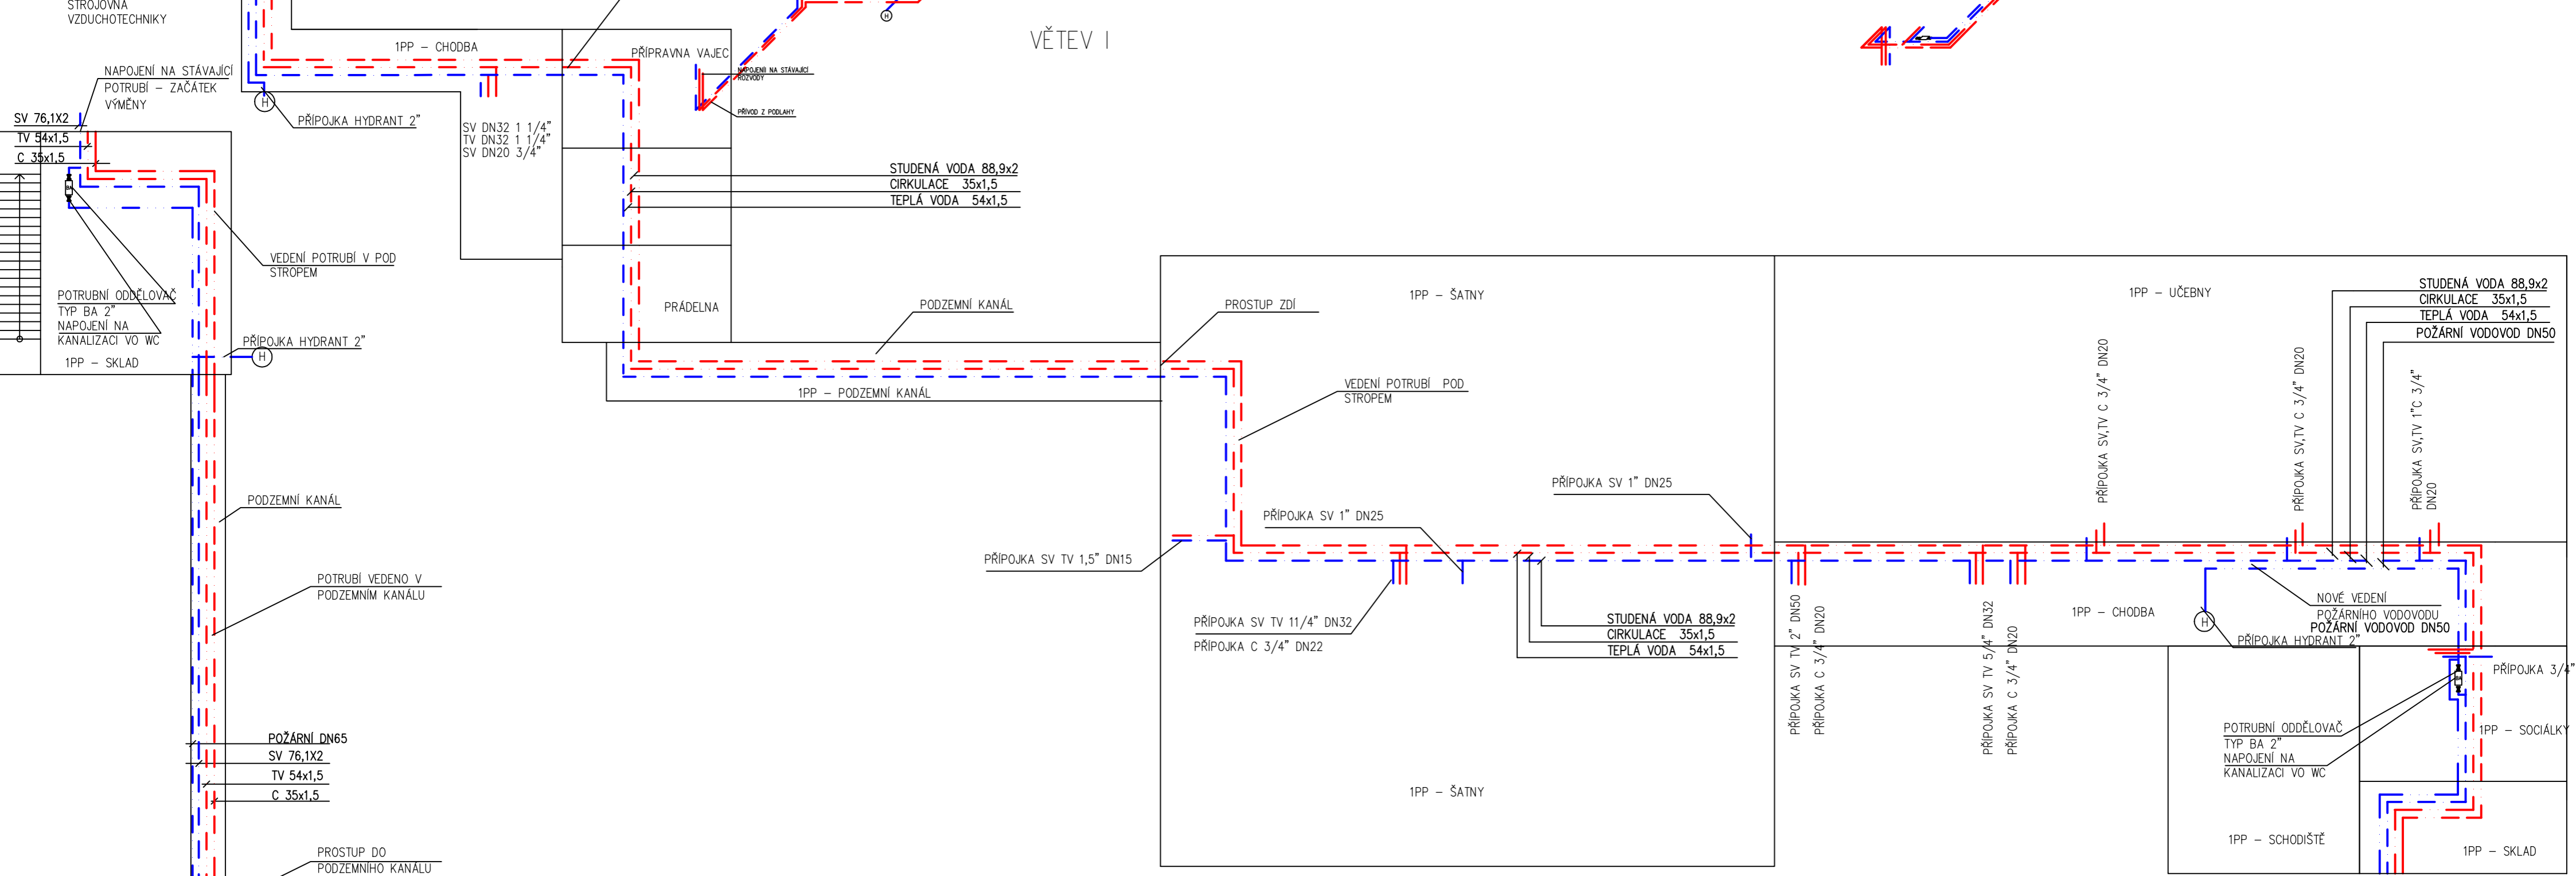 STROJOVNA
VZDUCHOTECHNIKY
NAPOJENÍ NA STÁVAJÍCÍ
POTRUBÍ – ZAČÁTEK
VÝMĚNY
SV 76,1X2
TV 54x1,5
C 35x1,5
1PP – CHODBA
H
PŘÍPOJKA HYDRANT 2"
SV DN32 1 1/4"
TV DN32 1 1/4"
SV DN20 3/4"
PŘÍPRAVNA VAJEC
NAPOJENÍ NA STÁVAJÍCÍ
ROZVODY
PŘÍVOD Z PODLAHY
H
VĚTEV I
STUDENÁ VODA 88,9x2
CIRKULACE 35x1,5
TEPLÁ VODA 54x1,5
BA
VEDENÍ POTRUBÍ V POD
STROPEM
POTRUBNÍ ODDĚLOVAČ
TYP BA 2"
NAPOJENÍ NA
KANALIZACI VO WC
1PP – SKLAD
PŘÍPOJKA HYDRANT 2"
H
PRÁDELNA
PODZEMNÍ KANÁL
1PP – PODZEMNÍ KANÁL
PROSTUP ZDÍ
1PP – ŠATNY
VEDENÍ POTRUBÍ POD
STROPEM
1PP – UČEBNY
STUDENÁ VODA 88,9x2
CIRKULACE 35x1,5
TEPLÁ VODA 54x1,5
POŽÁRNÍ VODOVOD DN50
PŘÍPOJKA SV,TV C 3/4" DN20
PŘÍPOJKA SV,TV C 3/4" DN20
PŘÍPOJKA SV,TV 1"C 3/4"
DN20
PODZEMNÍ KANÁL
POTRUBÍ VEDENO V
PODZEMNÍM KANÁLU
PŘÍPOJKA SV TV 1,5" DN15
PŘÍPOJKA SV 1" DN25
PŘÍPOJKA SV 1" DN25
PŘÍPOJKA SV TV 11/4" DN32
PŘÍPOJKA C 3/4" DN22
STUDENÁ VODA 88,9x2
CIRKULACE 35x1,5
TEPLÁ VODA 54x1,5
PŘÍPOJKA SV TV 2" DN50
PŘÍPOJKA C 3/4" DN20
PŘÍPOJKA SV TV 5/4" DN32
PŘÍPOJKA C 3/4" DN20
1PP – CHODBA
H
NOVÉ VEDENÍ
POŽÁRNÍHO VODOVODU
POŽÁRNÍ VODOVOD DN50
PŘÍPOJKA HYDRANT 2"
PŘÍPOJKA 3/4"
BA
POTRUBNÍ ODDĚLOVAČ
TYP BA 2"
NAPOJENÍ NA
KANALIZACI VO WC
1PP – SOCIÁLKY
POŽÁRNÍ DN65
SV 76,1X2
TV 54x1,5
C 35x1,5
1PP – ŠATNY
1PP – SCHODIŠTĚ
1PP – SKLAD
PROSTUP DO
PODZEMNÍHO KANÁLU